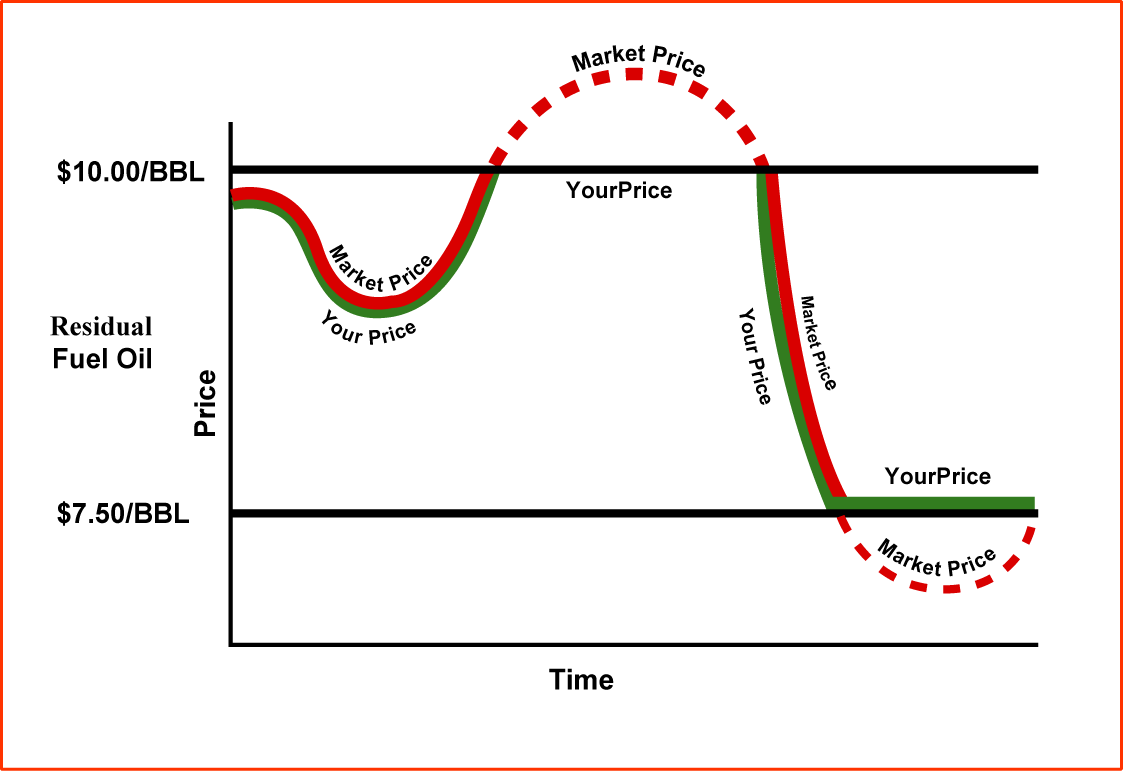 Market Price
$10.00/BBL
YourPrice
Market Price
Your Price
Residual
Fuel Oil
Price
Your Price
Market Price
YourPrice
$7.50/BBL
Market Price
Time